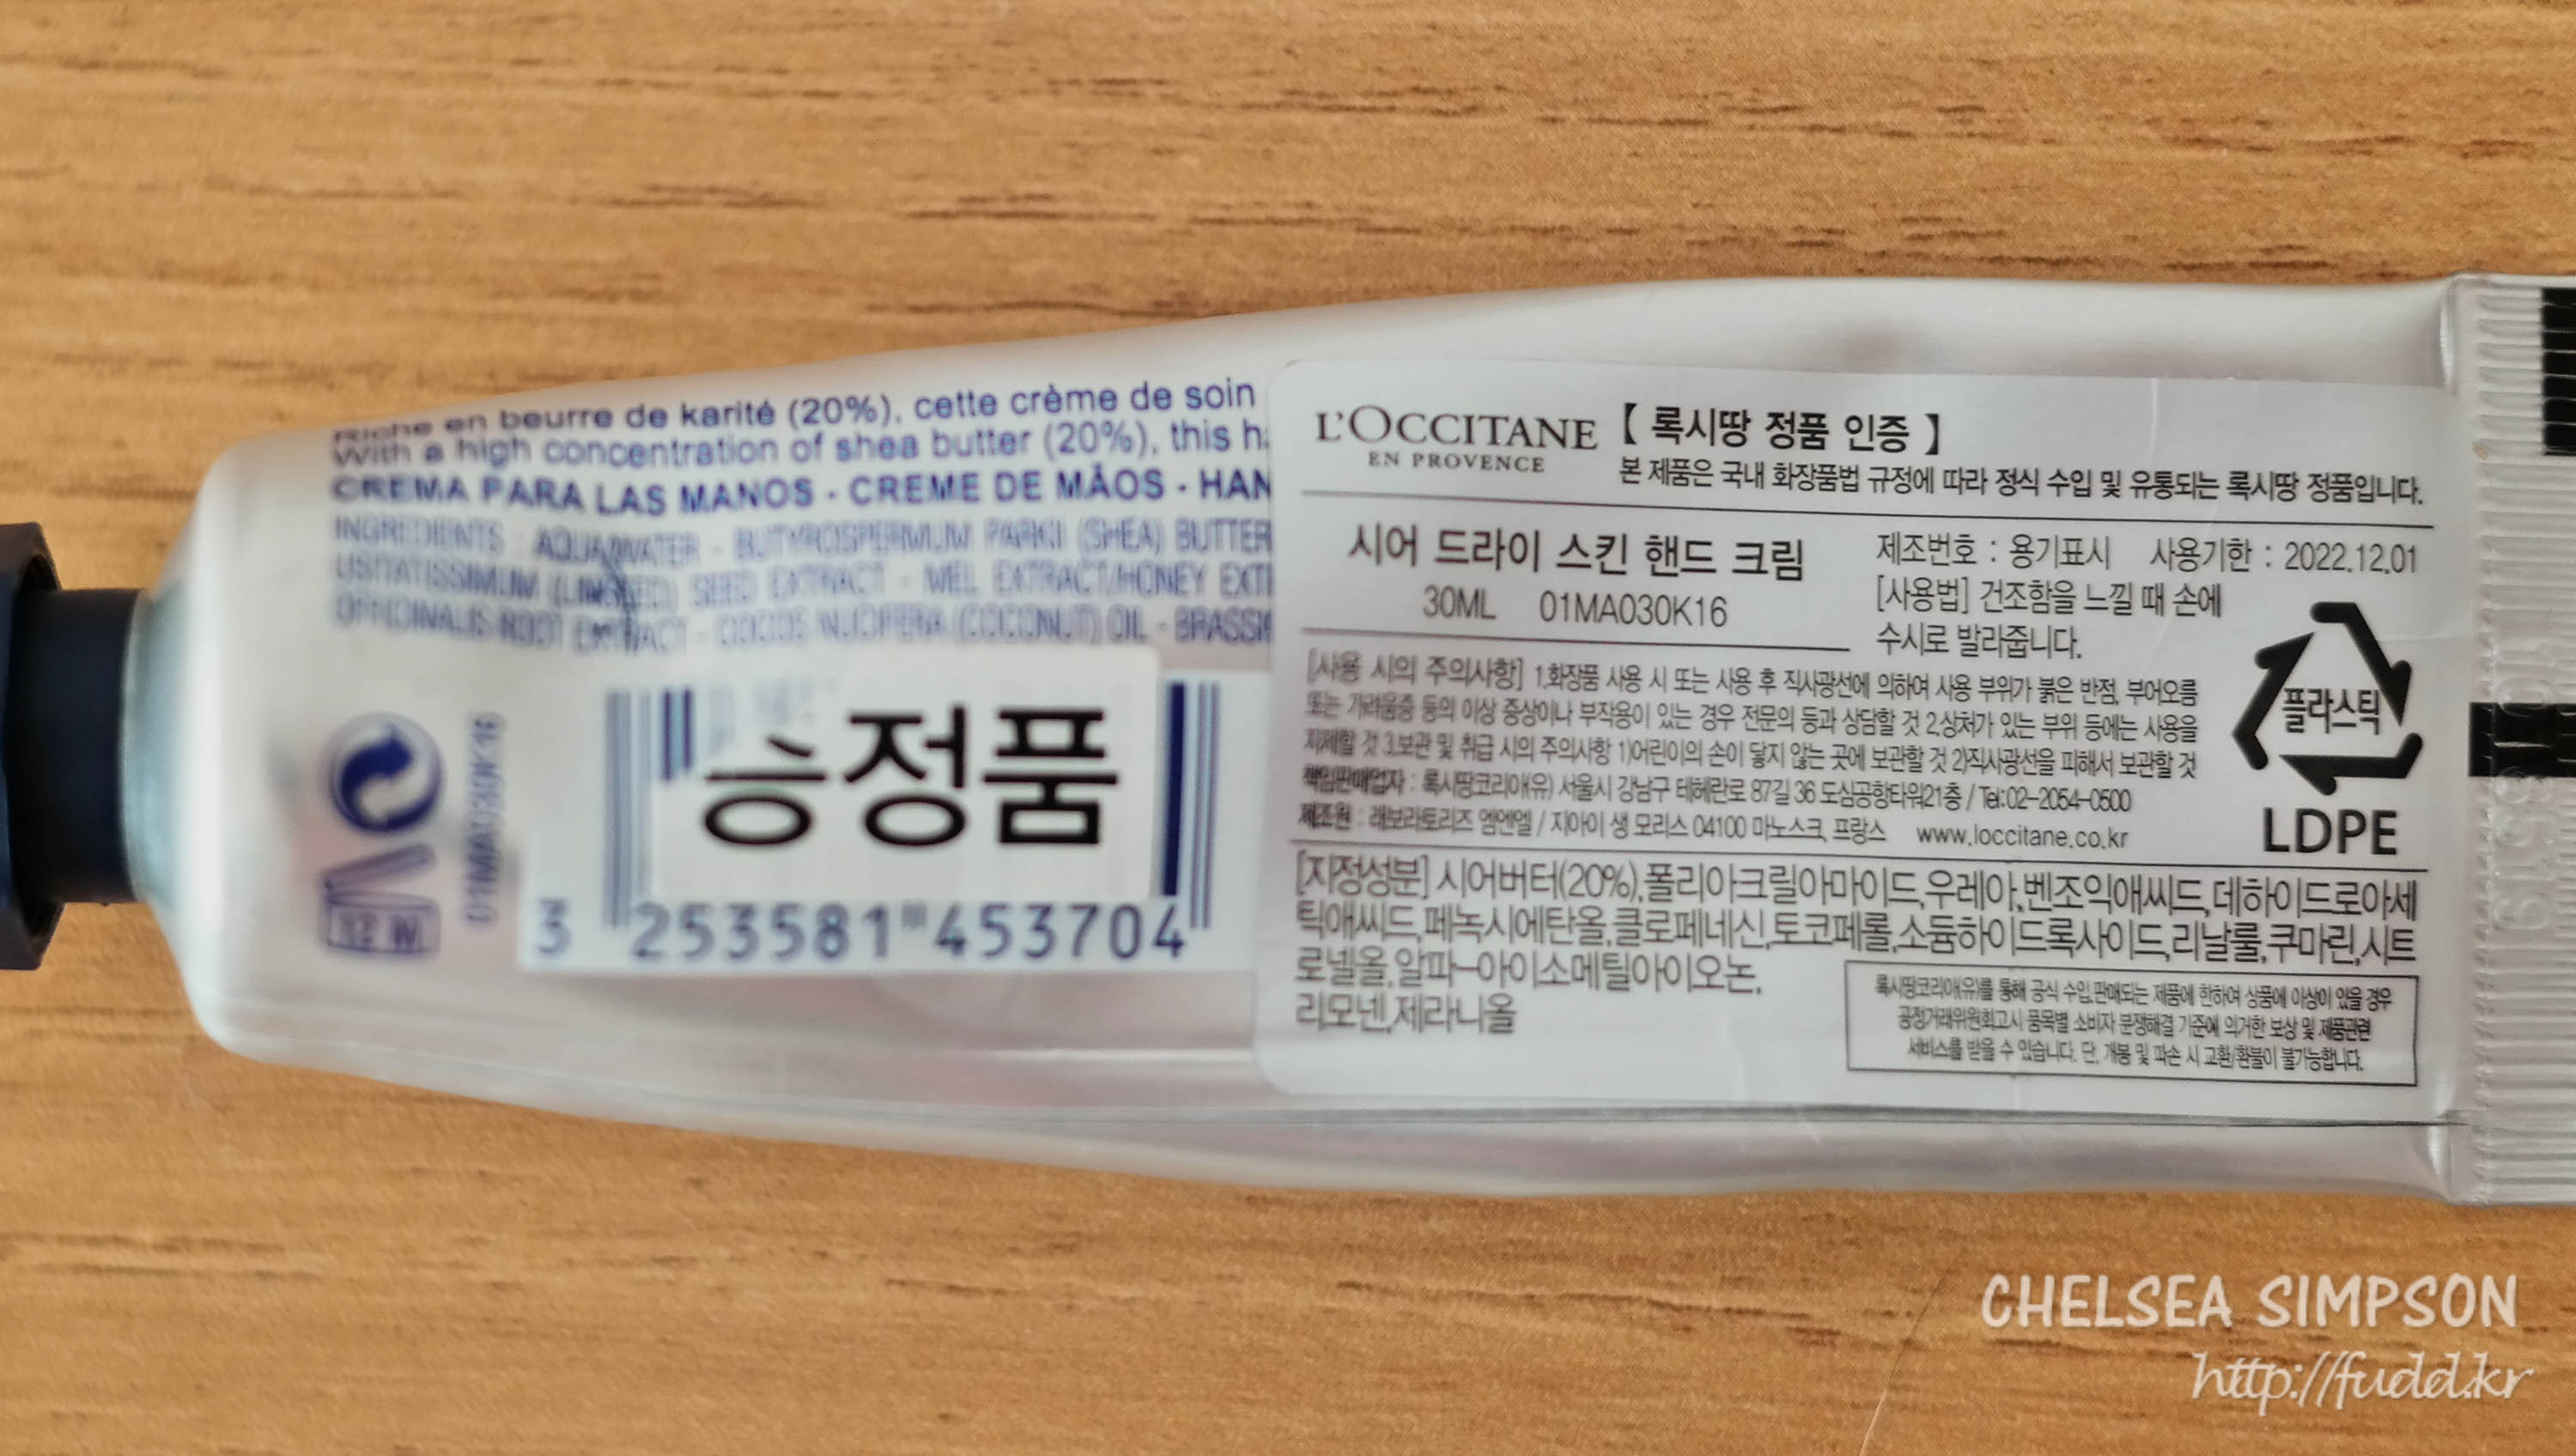 Riche en beurre de karité (20%), cette crème de soin
With a high concentration of shea butter (20%), this ha
CREMA PARA LAS MANOS - CREME DE MÃOS - HAN
INGREDIENTS : AQUA/WATER - BUTYROSPERMUM PARKII (SHEA) BUTTER
USITATISSIMUM (LINSEED) SEED EXTRACT - MEL EXTRACT/HONEY EXT
OFFICINALIS ROOT EXTRACT - COCOS NUCIFERA (COCONUT) OIL - BRASSI
01MA030K16
12 M
정품
3 253581 453704
L'OCCITANE
EN PROVENCE
【 록시땅 정품 인증 】
본 제품은 국내 화장품법 규정에 따라 정식 수입 및 유통되는 록시땅 정품입니다.
시어 드라이 스킨 핸드 크림
30ML 01MA030K16
제조번호 : 용기표시 사용기한 : 2022.12.01
[사용법] 건조함을 느낄 때 손에
수시로 발라줍니다.
[사용 시의 주의사항] 1.화장품 사용 시 또는 사용 후 직사광선에 의하여 사용 부위가 붉은 반점, 부어오름
또는 가려움증 등의 이상 증상이나 부작용이 있는 경우 전문의 등과 상담할 것 2.상처가 있는 부위 등에는 사용을
자제할 것 3.보관 및 취급 시의 주의사항 1)어린이의 손이 닿지 않는 곳에 보관할 것 2)직사광선을 피해서 보관할 것
책임판매업자 : 록시땅코리아(유) 서울시 강남구 테헤란로 87길 36 도심공항타워21층 / Tel:02-2054-0500
제조원 : 래보라토리즈 엠엔엘 / 지아이 생 모리스 04100 마노스크, 프랑스 www.loccitane.co.kr
플라스틱
LDPE
[지정성분] 시어버터(20%),폴리아크릴아마이드,우레아,벤조익애씨드,데하이드로아세
틱애씨드,페녹시에탄올,클로페네신,토코페롤,소듐하이드록사이드,리날룰,쿠마린,시트
로넬올,알파-아이소메틸아이오논,
리모넨,제라니올
록시땅코리아(유)를 통해 공식 수입,판매되는 제품에 한하여 상품에 이상이 있을 경우
공정거래위원회고시 품목별 소비자 분쟁해결 기준에 의거한 보상 및 제품관련
서비스를 받을 수 있습니다. 단, 개봉 및 파손 시 교환/환불이 불가능합니다.
CHELSEA SIMPSON
http://fudd.kr